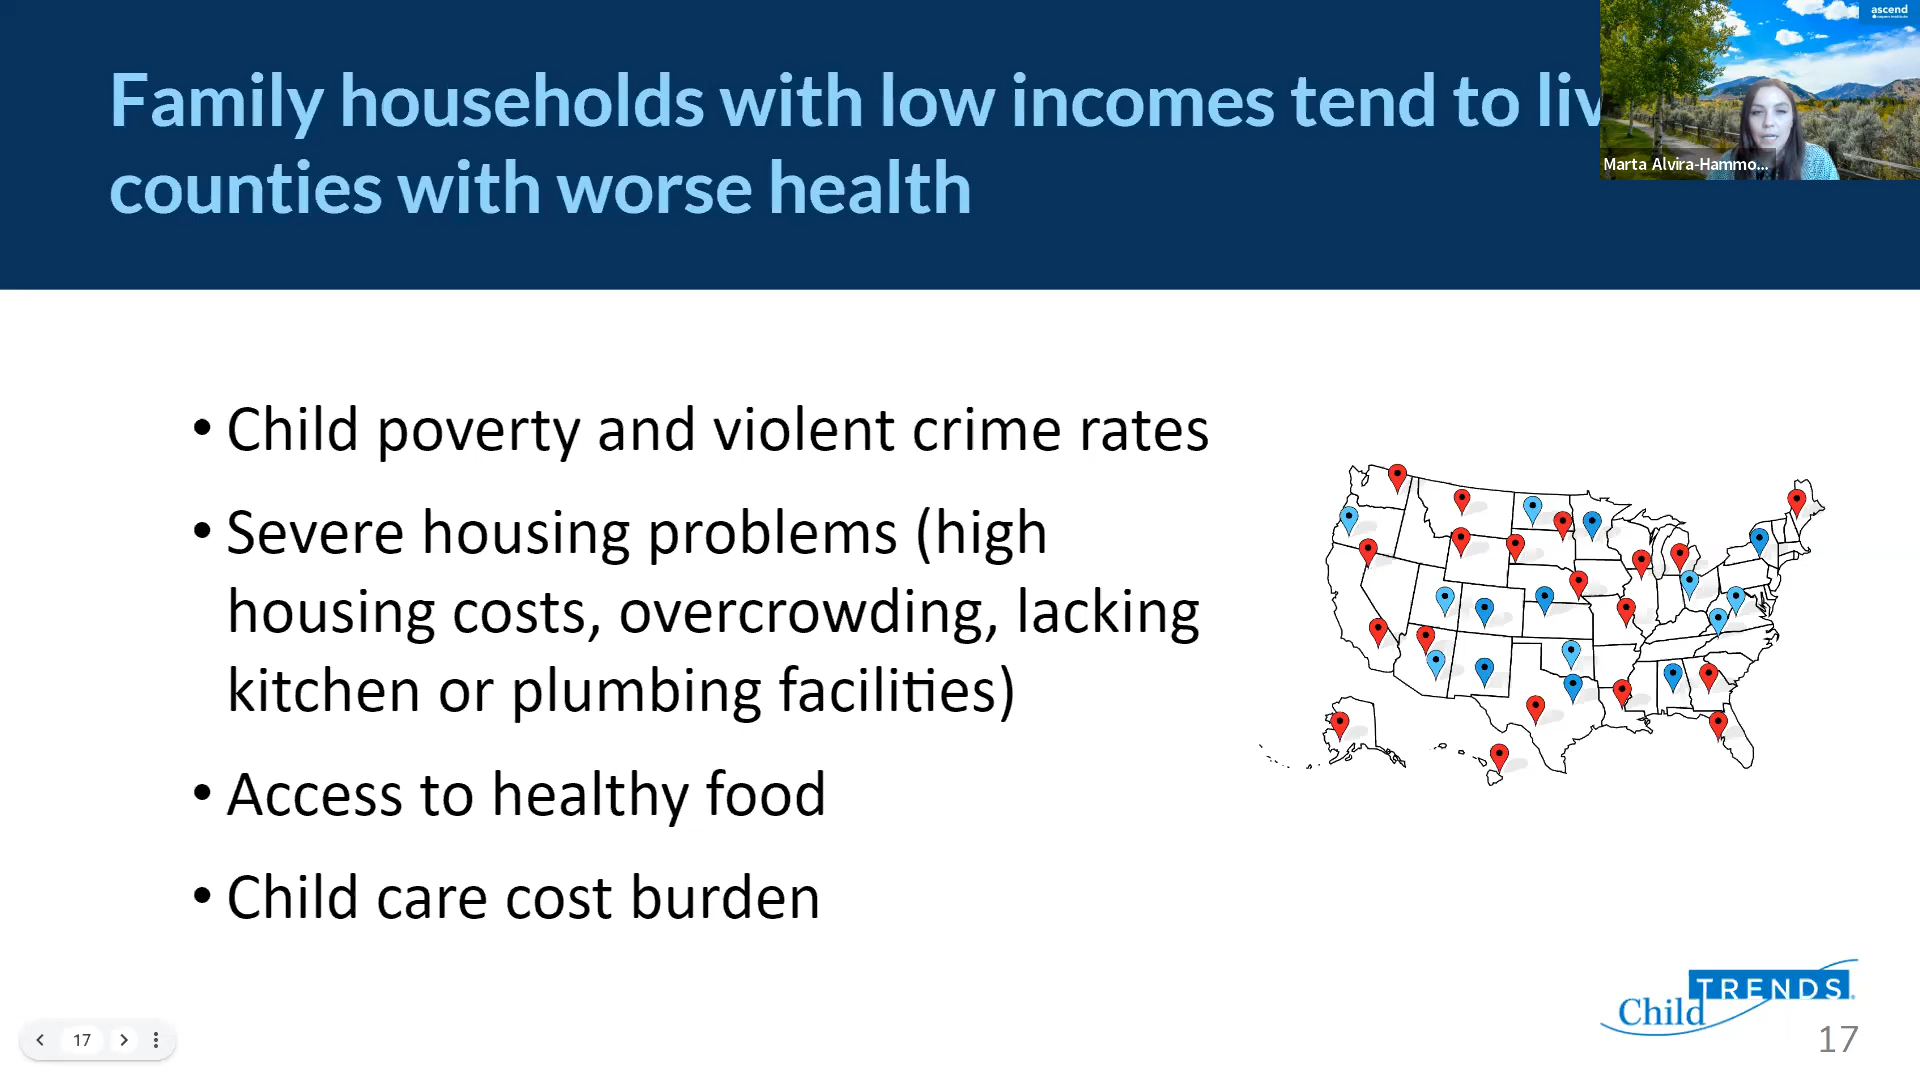 Family households with low incomes tend to liv
counties with worse health
ascend
Marta Alvira-Hammo...
• Child poverty and violent crime rates
• Severe housing problems (high
housing costs, overcrowding, lacking
kitchen or plumbing facilities)
• Access to healthy food
• Child care cost burden
Child TRENDS
17
17